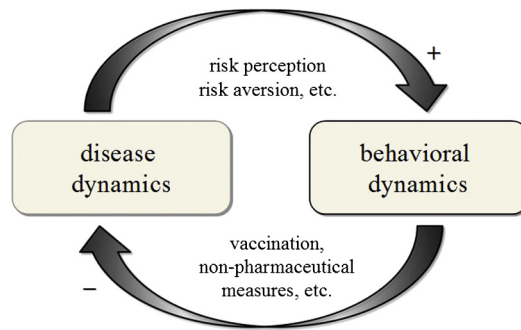 risk perception
risk aversion, etc.
+
disease
dynamics
behavioral
dynamics
vaccination,
non-pharmaceutical
measures, etc.
−